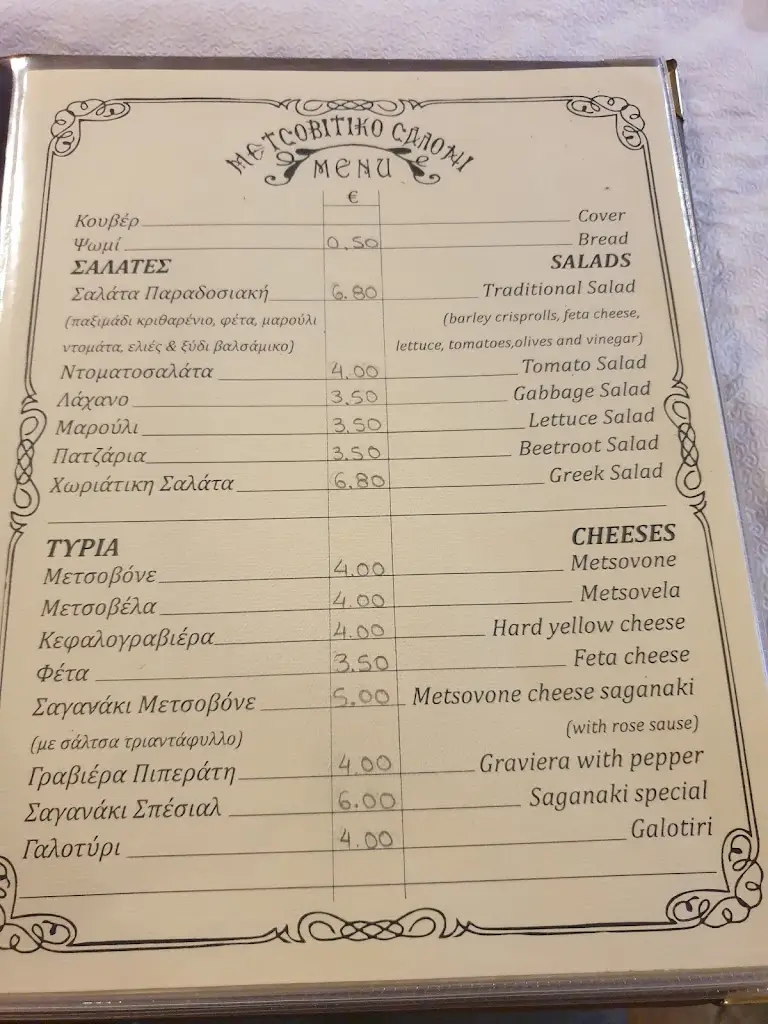 ΜΕΤΣΟΒΙΤΙΚΟ ΣΑΛΟΝΙ
MENU
€
Κουβέρ Cover
Ψωμί 0,50 Bread
ΣΑΛΑΤΕΣ SALADS
Σαλάτα Παραδοσιακή 6.80 Traditional Salad
(παξιμάδι κριθαρένιο, φέτα, μαρούλι (barley crisprolls, feta cheese,
ντομάτα, ελιές & ξύδι βαλσάμικο) lettuce, tomatoes,olives and vinegar)
Ντοματοσαλάτα 4.00 Tomato Salad
Λάχανο 3.50 Gabbage Salad
Μαρούλι 3.50 Lettuce Salad
Πατζάρια 3.50 Beetroot Salad
Χωριάτικη Σαλάτα 6.80 Greek Salad
ΤΥΡΙΑ CHEESES
Μετσοβόνε 4.00 Metsovone
Μετσοβέλα 4.00 Metsovela
Κεφαλογραβιέρα 4.00 Hard yellow cheese
Φέτα 3.50 Feta cheese
Σαγανάκι Μετσοβόνε 5.00 Metsovone cheese saganaki
(με σάλτσα τριαντάφυλλο) (with rose sause)
Γραβιέρα Πιπεράτη 4.00 Graviera with pepper
Σαγανάκι Σπέσιαλ 6.00 Saganaki special
Γαλοτύρι 4.00 Galotiri